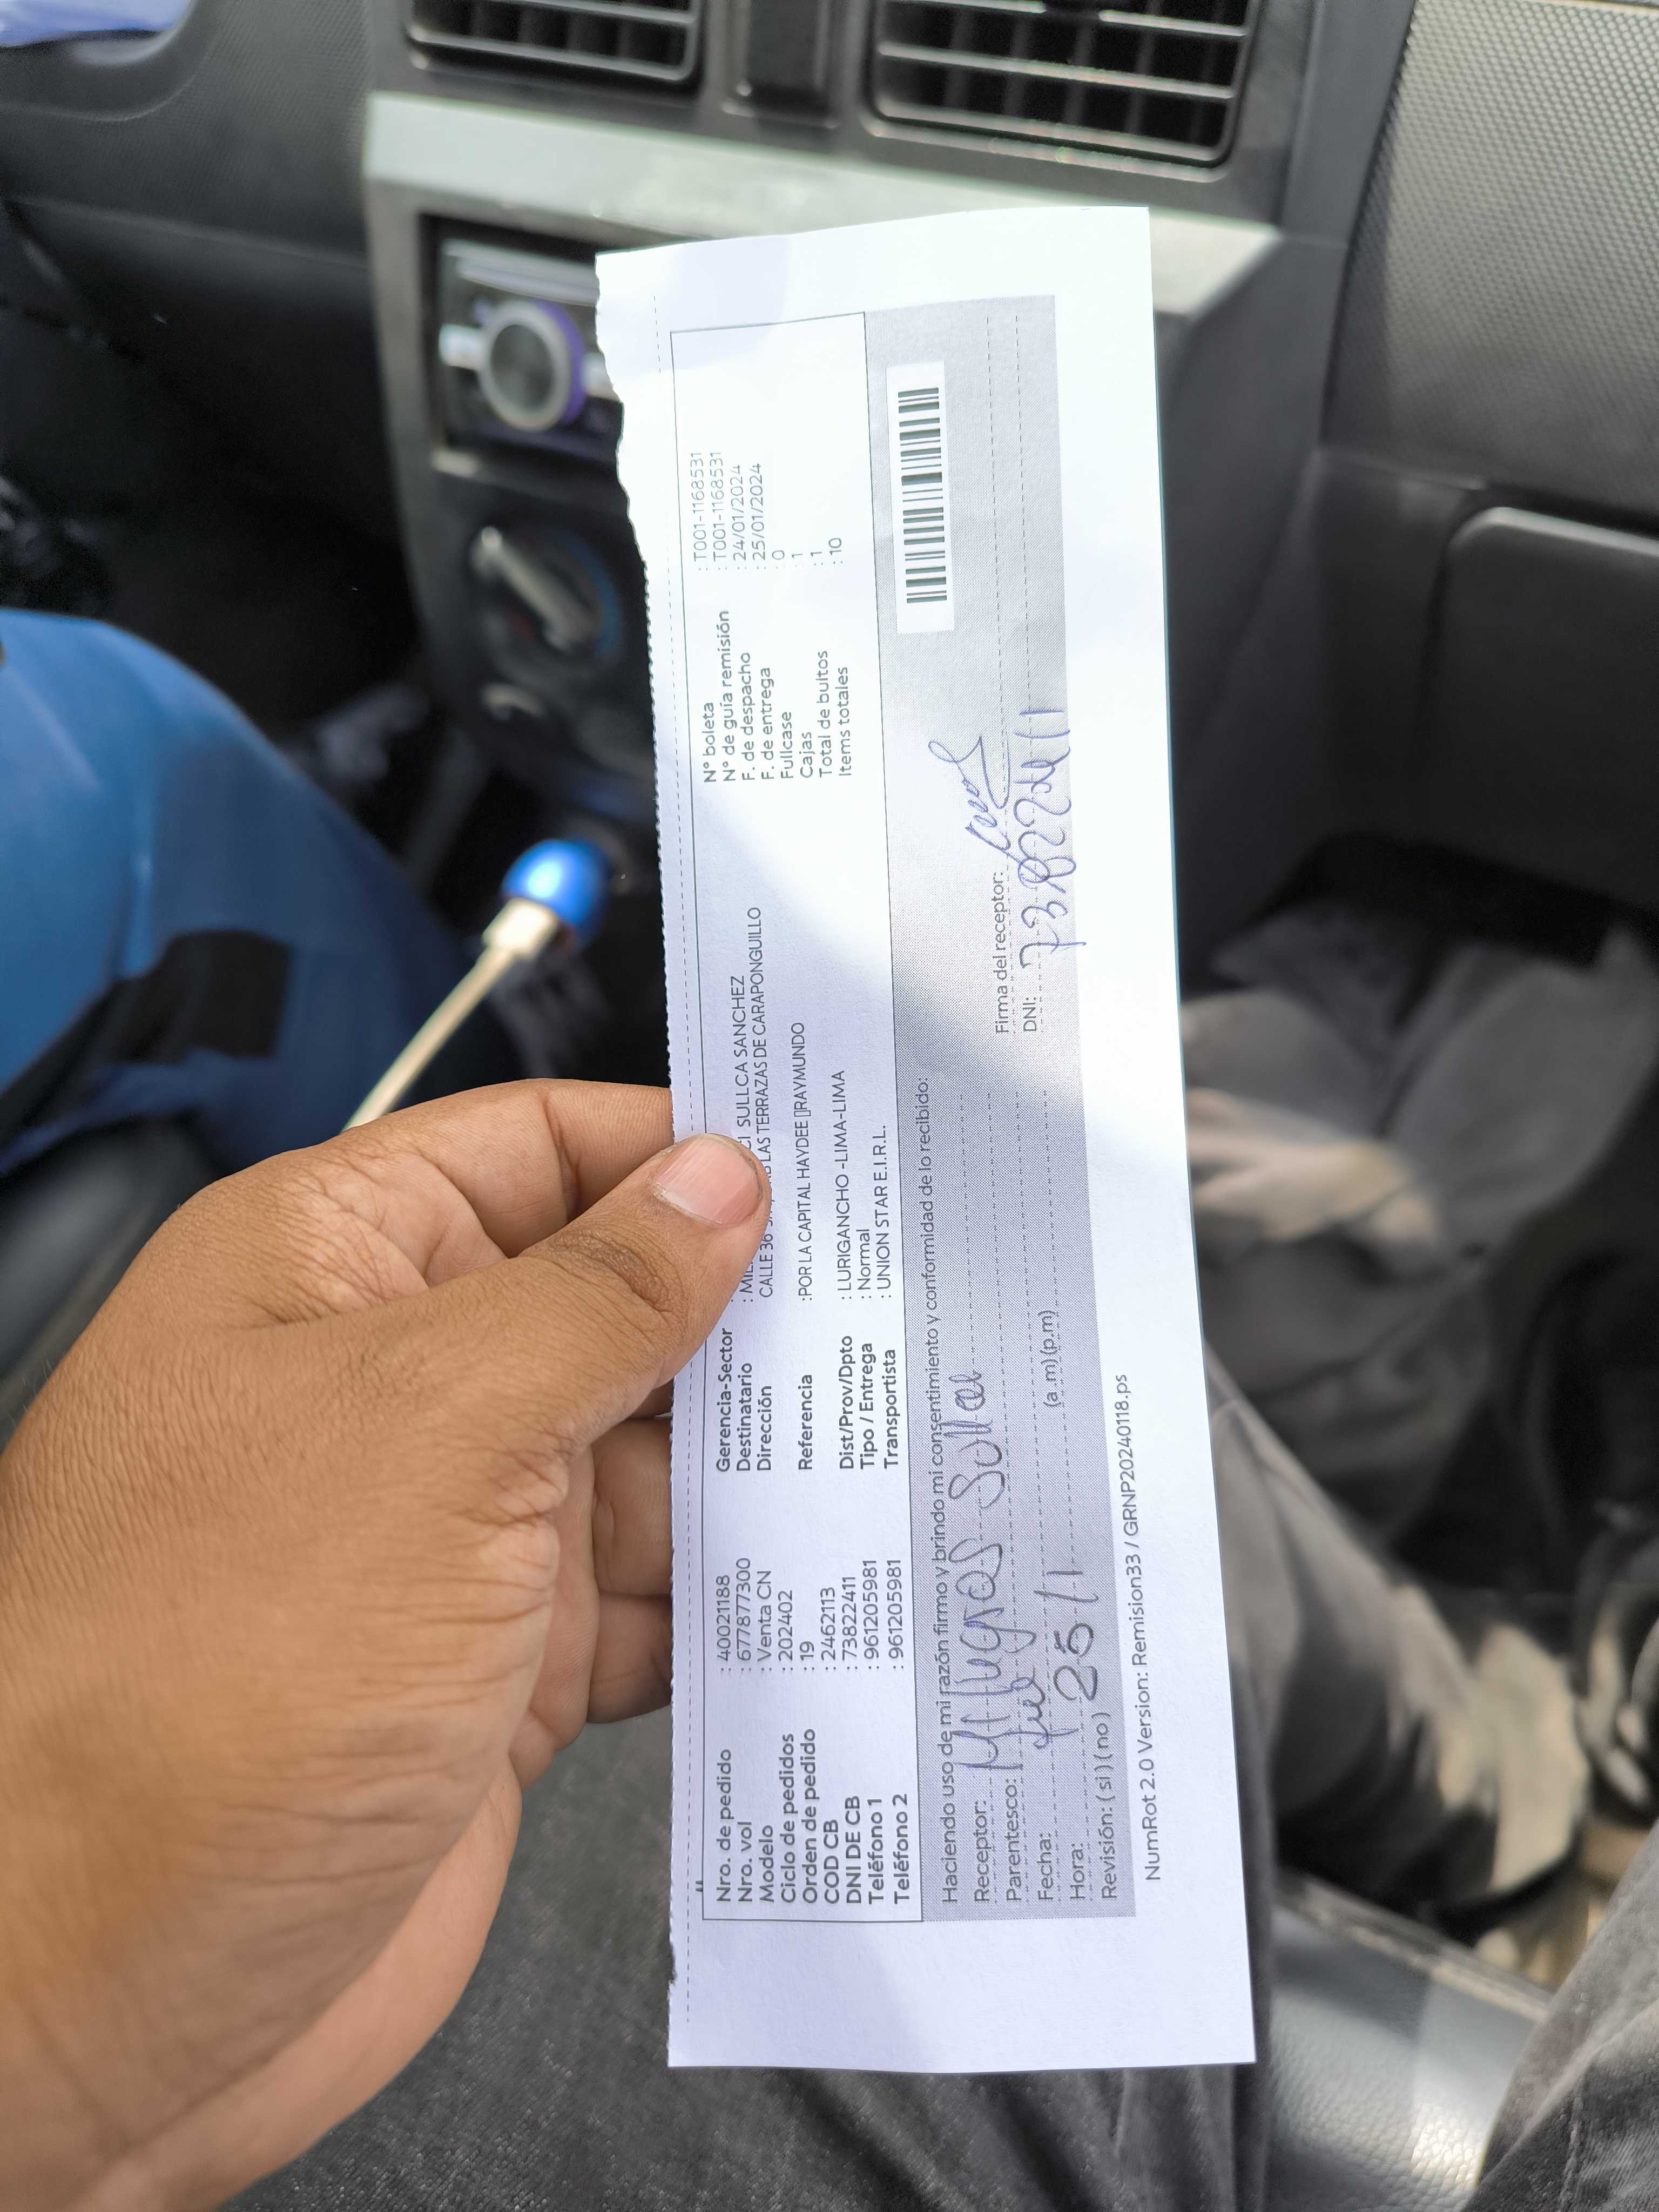 Nro. de pedido : 40021188
Nro. vol : 677877300
Modelo : Venta CN
Ciclo de pedidos : 202402
Orden de pedido : 19
COD CB : 2462113
DNI DE CB : 73822411
Teléfono 1 : 961205981
Teléfono 2 : 961205981
Gerencia-Sector :
Destinatario : SULLCA SANCHEZ
Dirección CALLE 36 LAS TERRAZAS DE CARAPONGUILLO
Referencia :POR LA CAPITAL HAYDEE RAYMUNDO
Dist/Prov/Dpto : LURIGANCHO -LIMA-LIMA
Tipo / Entrega : Normal
Transportista : UNION STAR E.I.R.L.
N° boleta : T001-1168531
N° de guía remisión : T001-1168531
F. de despacho : 24/01/2024
F. de entrega : 25/01/2024
Fullcase : 0
Cajas : 1
Total de bultos : 1
Items totales : 10
Haciendo uso de mi razón firmo y brindo mi consentimiento y conformidad de lo recibido:
Receptor: Milagros
Parentesco:
Fecha: 25/1
Hora: (a .m) (p.m)
Revisión: ( si ) ( no )
Firma del receptor:
DNI: 73822411
NumRot 2.0 Version: Remision33 / GRNP20240118.ps